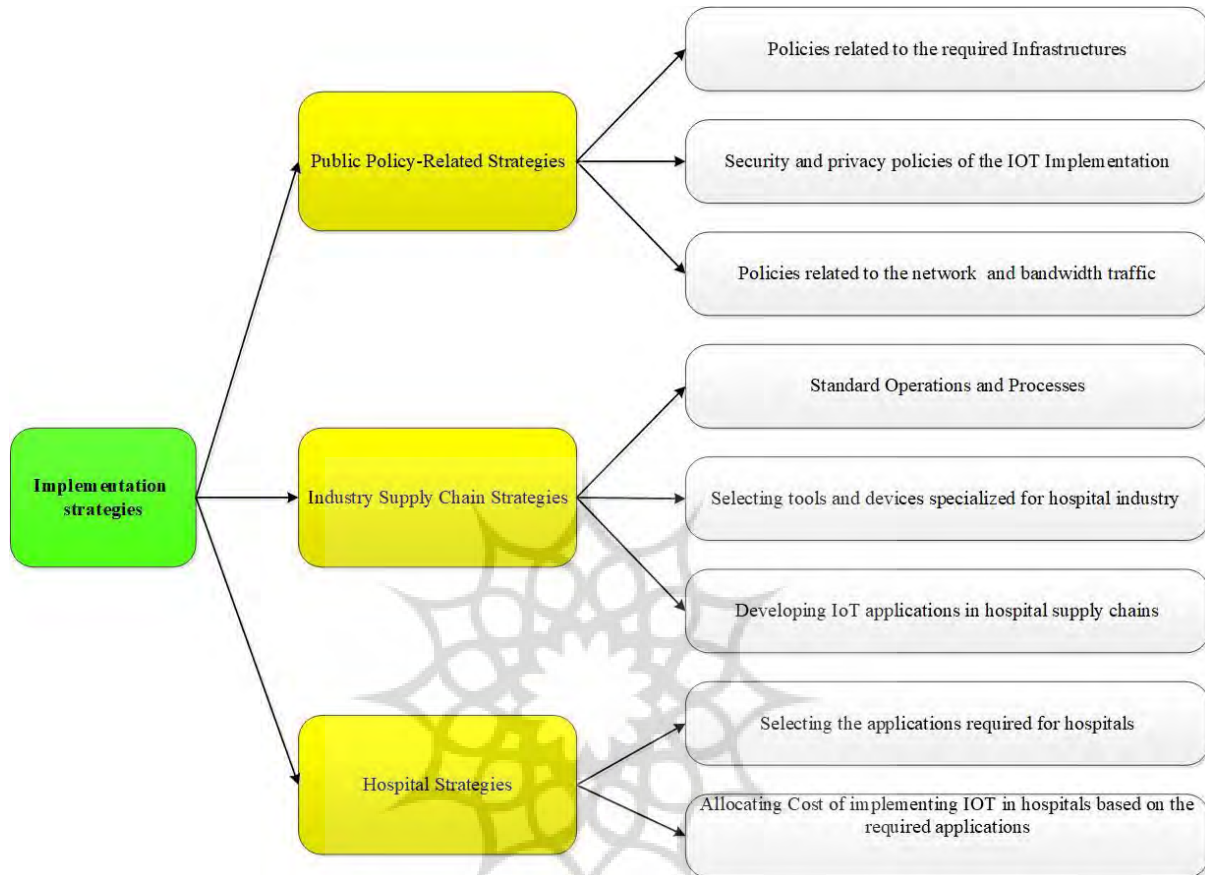 Implementation
strategies
Public Policy-Related Strategies
Policies related to the required Infrastructures
Security and privacy policies of the IOT Implementation
Policies related to the network and bandwidth traffic
Industry Supply Chain Strategies
Standard Operations and Processes
Selecting tools and devices specialized for hospital industry
Developing IoT applications in hospital supply chains
Hospital Strategies
Selecting the applications required for hospitals
Allocating Cost of implementing IOT in hospitals based on the
required applications